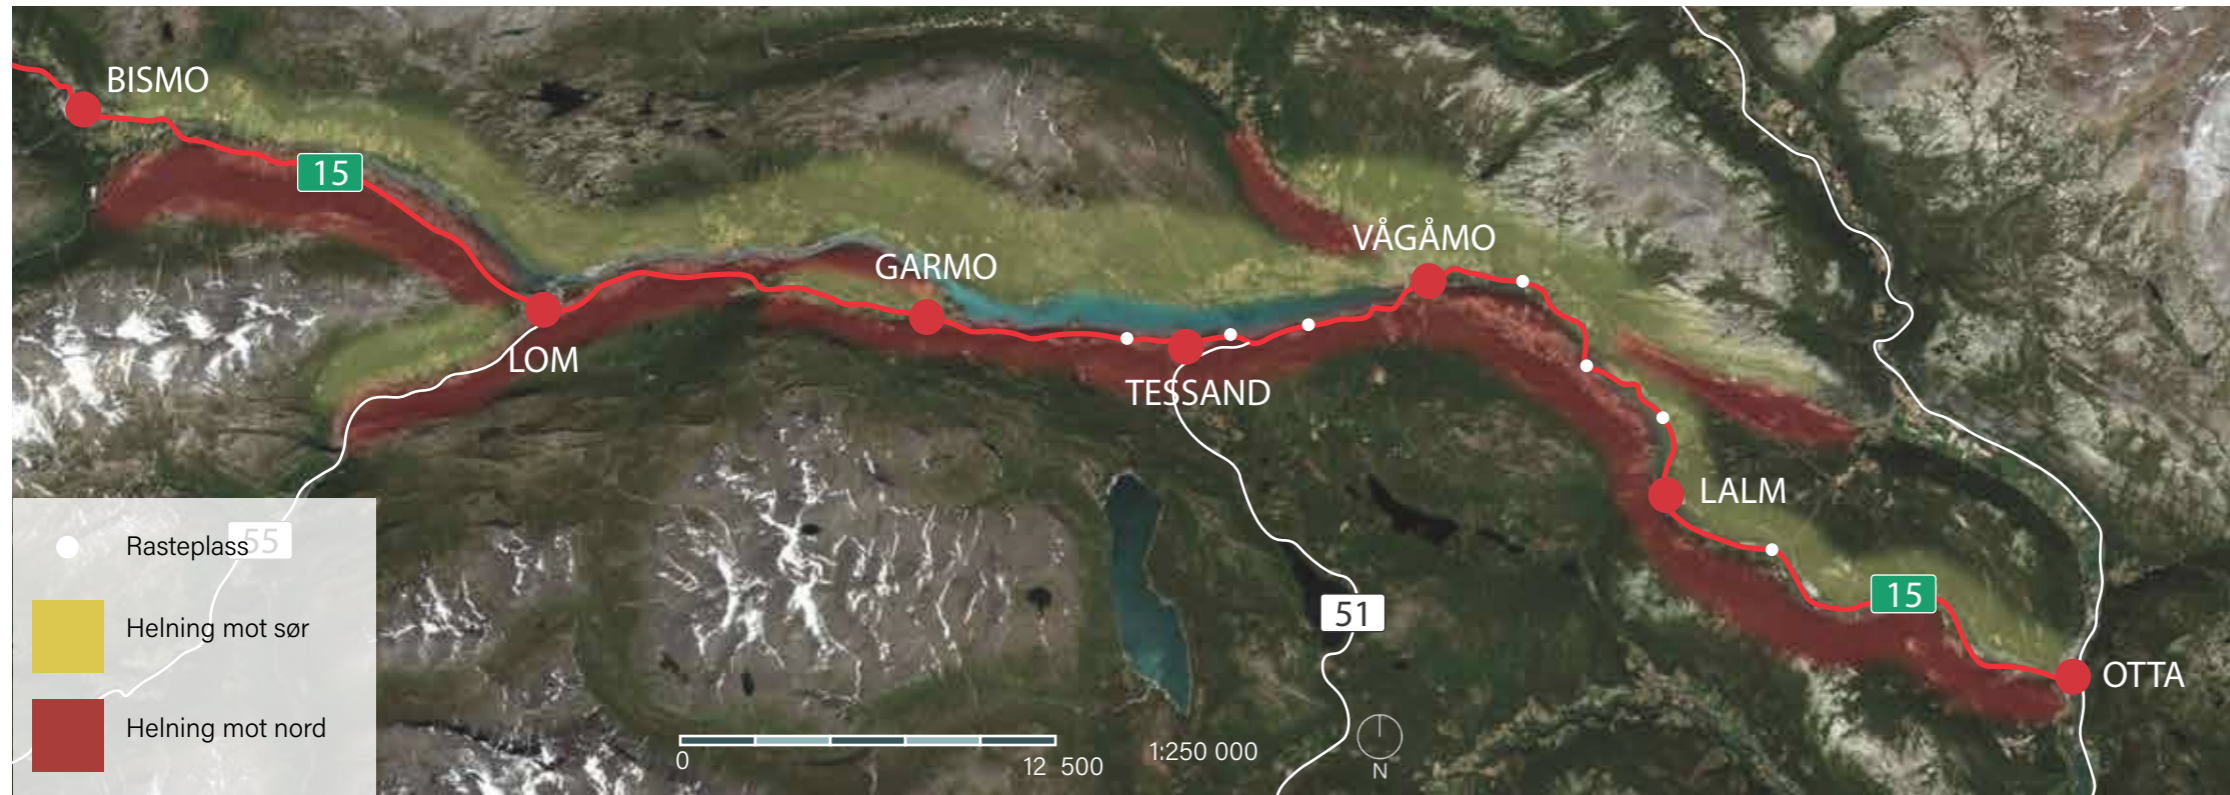 BISMO
15
GARMO
VÅGÅMO
LOM
TESSAND
LALM
55
Rasteplass
Helning mot sør
Helning mot nord
51
15
OTTA
0
12 500
1:250 000
N